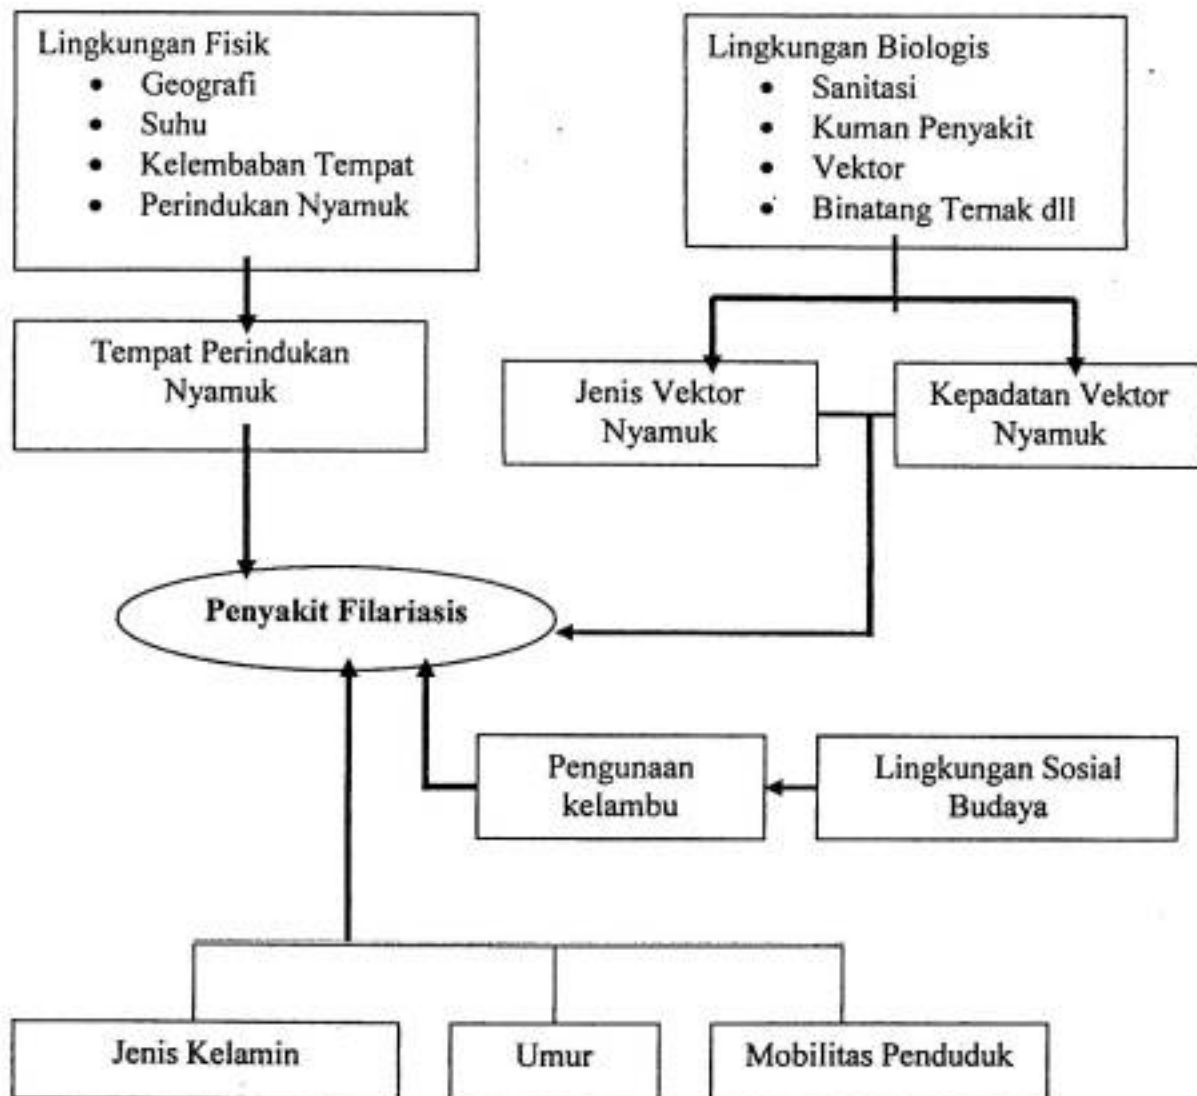 Lingkungan Fisik
• Geografi
• Suhu
• Kelembaban Tempat
• Perindukan Nyamuk
Lingkungan Biologis
• Sanitasi
• Kuman Penyakit
• Vektor
• Binatang Ternak dll
Tempat Perindukan
Nyamuk
Jenis Vektor
Nyamuk
Kepadatan Vektor
Nyamuk
Penyakit Filariasis
Pengunaan
kelambu
Lingkungan Sosial
Budaya
Jenis Kelamin
Umur
Mobilitas Penduduk